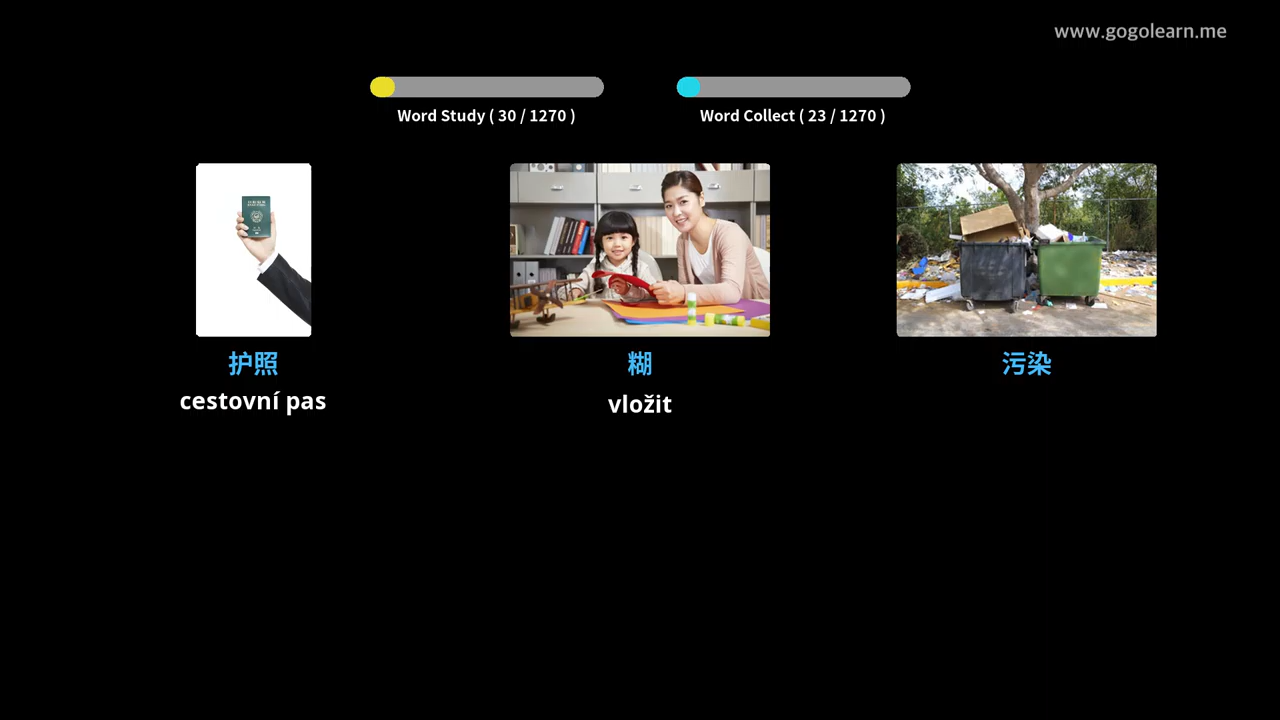 www.gogolearn.me
Word Study ( 30 / 1270 )
Word Collect ( 23 / 1270 )
护照
糊
污染
cestovní pas
vložit